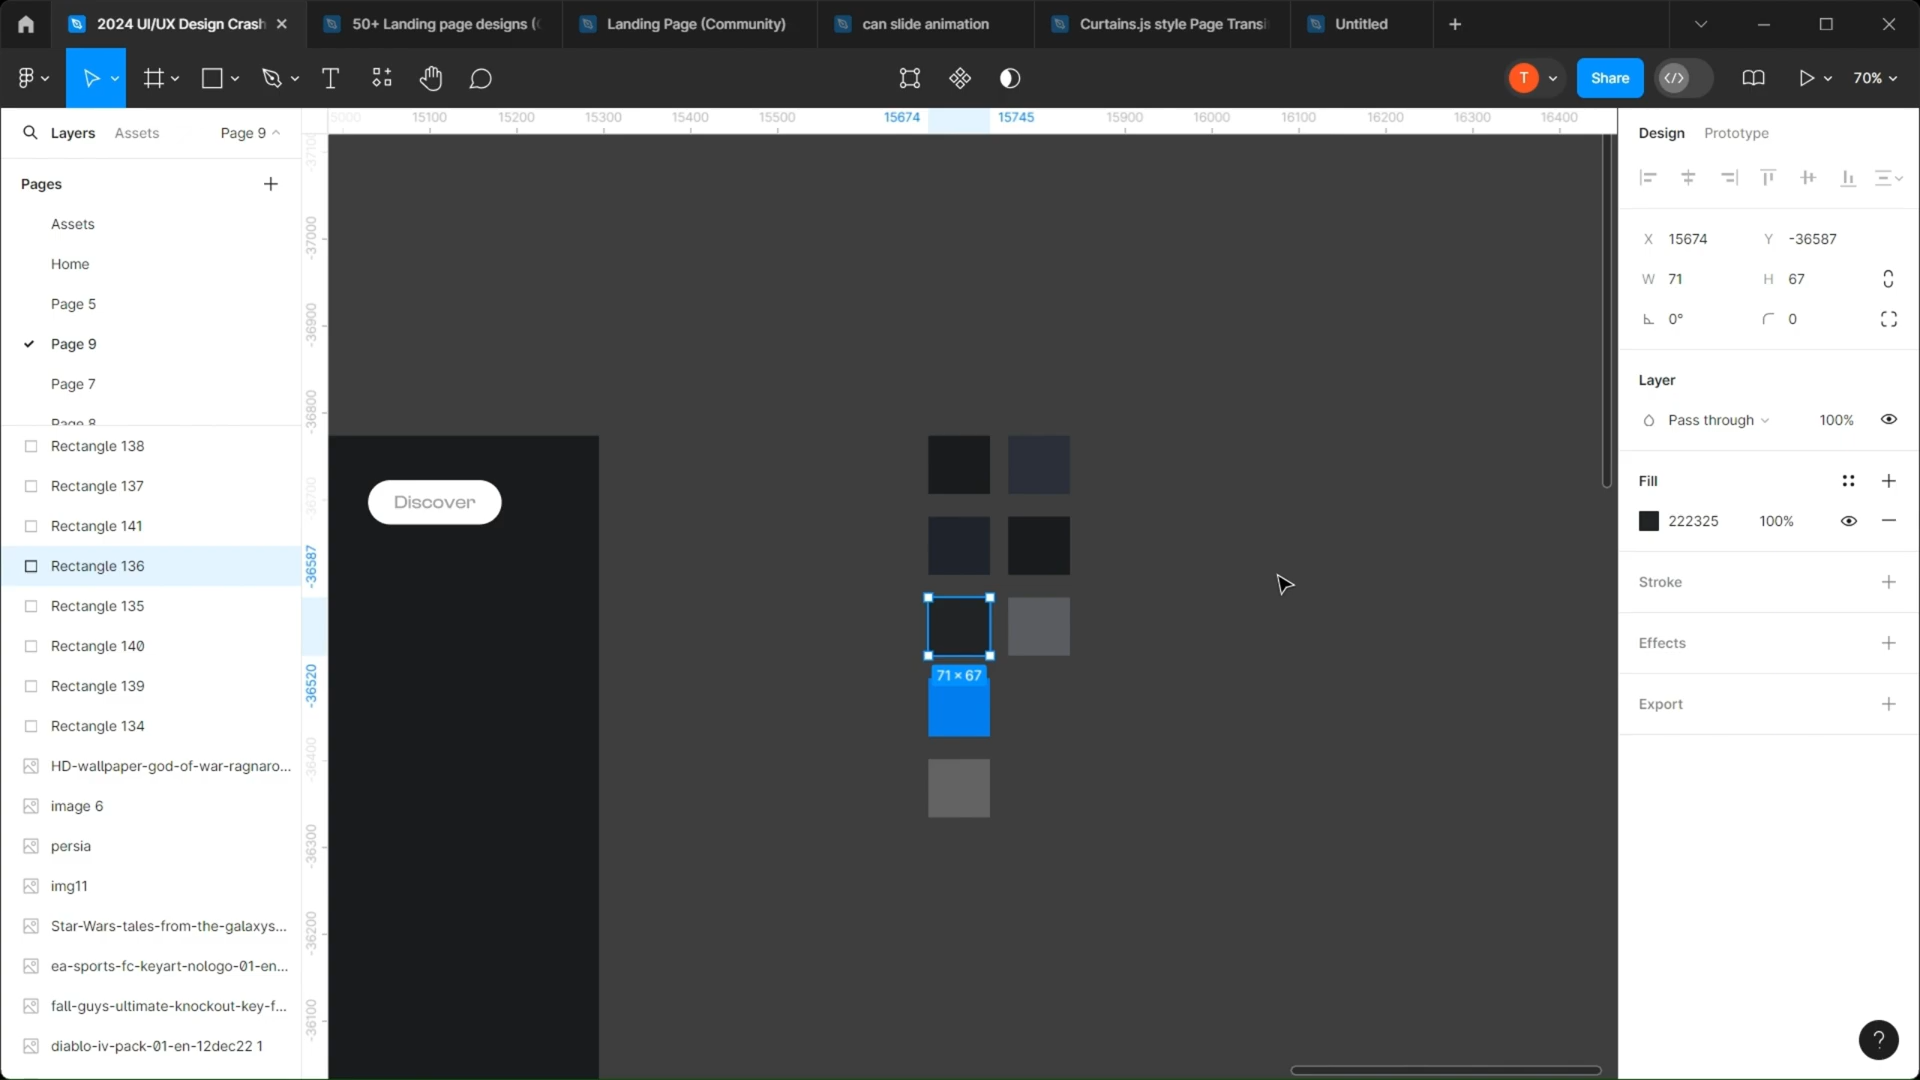 2024 UI/UX Design Crash
50+ Landing page designs (
Landing Page (Community)
can slide animation
Curtains.js style Page Transi
Untitled
T
Share
70%
Layers
Assets
Page 9
Pages
Assets
Home
Page 5
Page 9
Page 7
Page 8
Rectangle 138
Rectangle 137
Rectangle 141
Rectangle 136
Rectangle 135
Rectangle 140
Rectangle 139
Rectangle 134
HD-wallpaper-god-of-war-ragnaro...
image 6
persia
img11
Star-Wars-tales-from-the-galaxys...
ea-sports-fc-keyart-nologo-01-en...
fall-guys-ultimate-knockout-key-f...
diablo-iv-pack-01-en-12dec22 1
15100
15200
15300
15400
15500
15674
15745
15900
16000
16100
16200
16300
16400
-37000
-36900
-36800
-36700
-36587
-36520
-36400
-36300
-36200
-36100
Discover
71 × 67
Design
Prototype
X 15674
Y -36587
W 71
H 67
0°
0
Layer
Pass through
100%
Fill
222325
100%
Stroke
Effects
Export
?